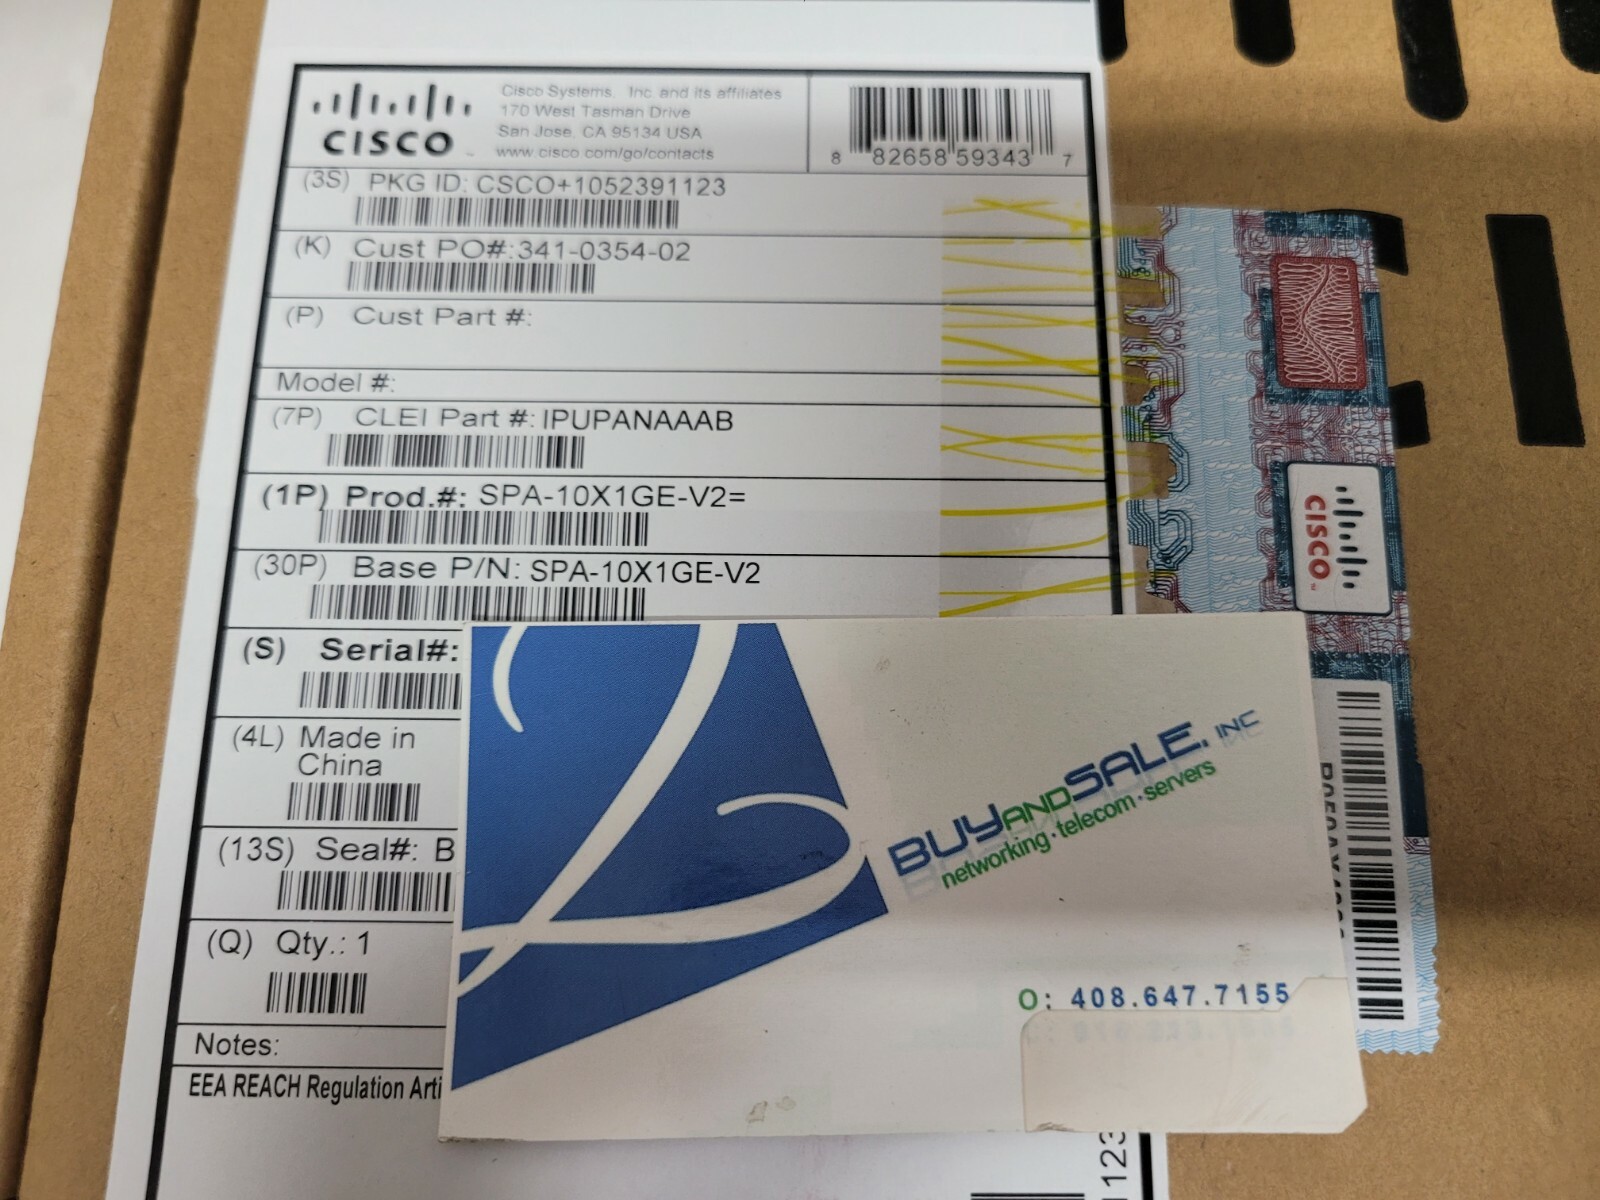 CISCO
Cisco Systems, Inc and its affiliates
170 West Tasman Drive
San Jose, CA 95134 USA
www.cisco.com/go/contacts
8 82658 59343 7
(3S) PKG ID: CSCO+1052391123
(K) Cust PO#:341-0354-02
(P) Cust Part #:
Model #:
(7P) CLEI Part #: IPUPANAAAB
(1P) Prod.#: SPA-10X1GE-V2=
(30P) Base P/N: SPA-10X1GE-V2
(S) Serial#:
(4L) Made in
China
(13S) Seal#: B
(Q) Qty.: 1
Notes:
EEA REACH Regulation Arti
CISCO
BUYANDSALE, INC
networking·telecom·servers
O: 408.647.7155
1123